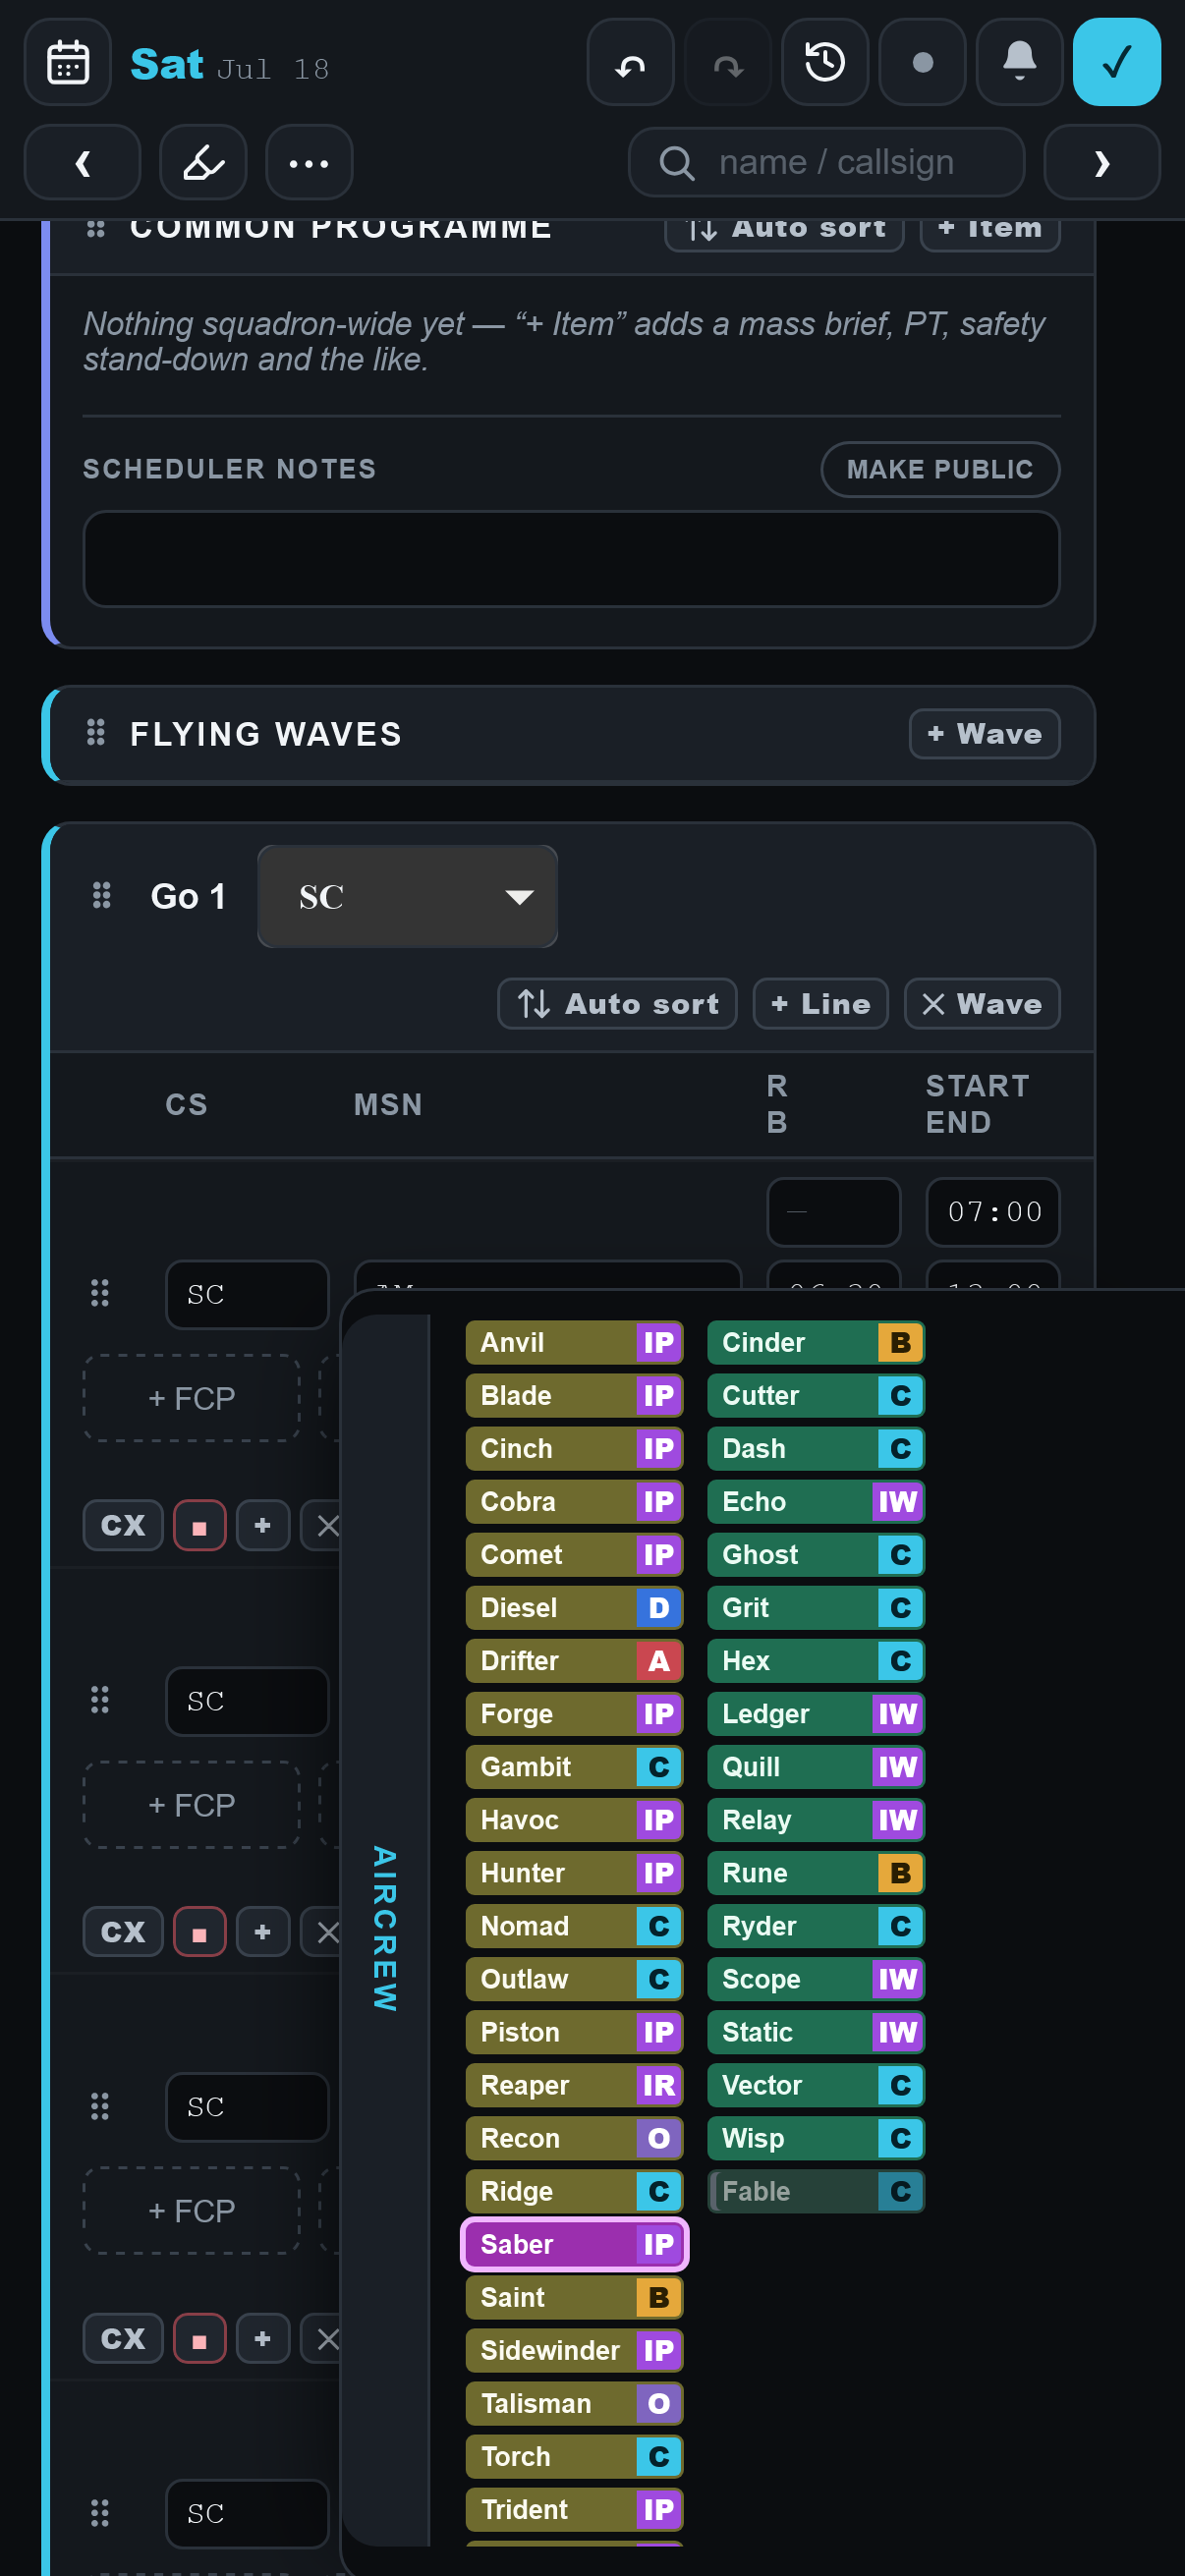 Sat Jul 18
name / callsign
COMMON PROGRAMME
Auto sort
+ Item
Nothing squadron-wide yet — “+ Item” adds a mass brief, PT, safety
stand-down and the like.
SCHEDULER NOTES
MAKE PUBLIC
FLYING WAVES
+ Wave
Go 1
SC
Auto sort
+ Line
× Wave
CS
MSN
R
B
START
END
—
07:00
SC
+ FCP
CX
+
×
SC
+ FCP
CX
+
×
SC
+ FCP
CX
+
×
SC
AIRCREW
Anvil IP
Blade IP
Cinch IP
Cobra IP
Comet IP
Diesel D
Drifter A
Forge IP
Gambit C
Havoc IP
Hunter IP
Nomad C
Outlaw C
Piston IP
Reaper IR
Recon O
Ridge C
Saber IP
Saint B
Sidewinder IP
Talisman O
Torch C
Trident IP
Cinder B
Cutter C
Dash C
Echo IW
Ghost C
Grit C
Hex C
Ledger IW
Quill IW
Relay IW
Rune B
Ryder C
Scope IW
Static IW
Vector C
Wisp C
Fable C